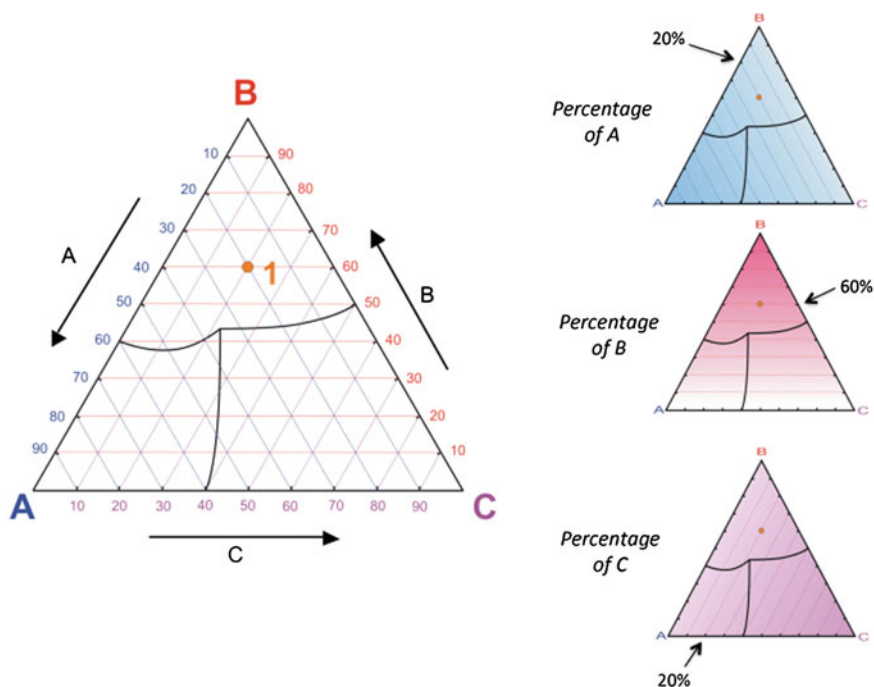 B
10 90
20 80
30 70
A
40 1 60
50 50
B
60 40
70 30
80 20
90 10
A C
10 20 30 40 50 60 70 80 90
C
B
20%
Percentage
of A
A C
B
60%
Percentage
of B
A C
B
Percentage
of C
A C
20%